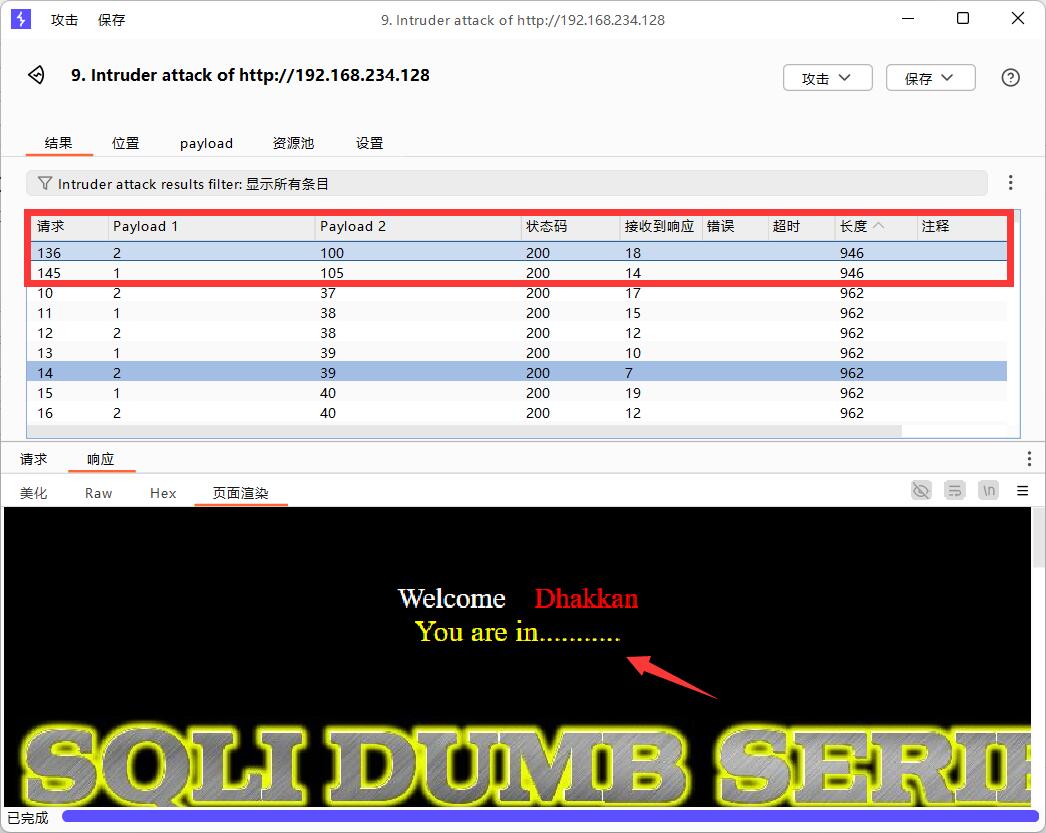 攻击 保存 9. Intruder attack of http://192.168.234.128
9. Intruder attack of http://192.168.234.128 攻击 保存
结果 位置 payload 资源池 设置
Intruder attack results filter: 显示所有条目
请求 Payload 1 Payload 2 状态码 接收到响应 错误 超时 长度 注释
136 2 100 200 18 946
145 1 105 200 14 946
10 2 37 200 17 962
11 1 38 200 15 962
12 2 38 200 12 962
13 1 39 200 10 962
14 2 39 200 7 962
15 1 40 200 19 962
16 2 40 200 12 962
请求 响应
美化 Raw Hex 页面渲染 \n
Welcome Dhakkan
You are in...........
SQLI DUMB SERIE
已完成